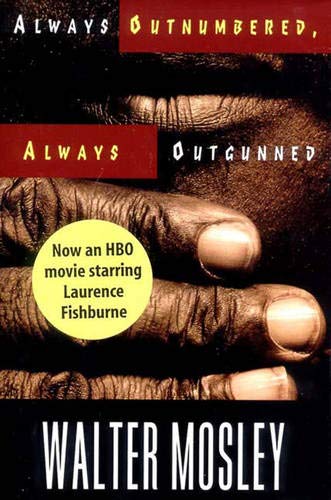 ALWAYS OUTNUMBERED,
ALWAYS OUTGUNNED
Now an HBO
movie starring
Laurence
Fishburne
WALTER MOSLEY